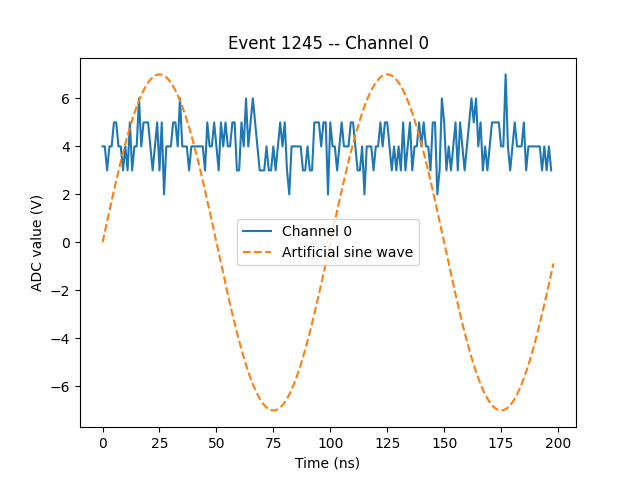 Event 1245 -- Channel 0
ADC value (V)
6
4
2
0
−2
−4
−6
Channel 0
Artificial sine wave
0 25 50 75 100 125 150 175 200
Time (ns)